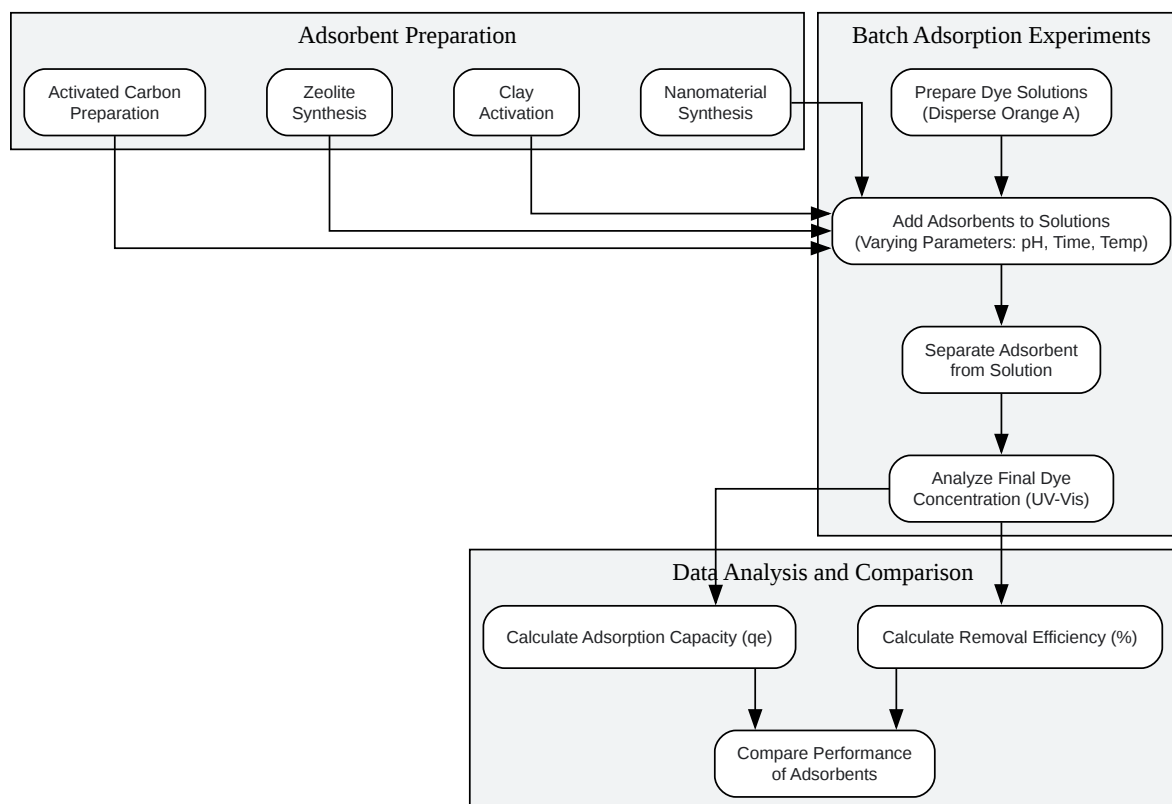 Adsorbent Preparation
Activated Carbon
Preparation
Zeolite
Synthesis
Clay
Activation
Nanomaterial
Synthesis
Batch Adsorption Experiments
Prepare Dye Solutions
(Disperse Orange A)
Add Adsorbents to Solutions
(Varying Parameters: pH, Time, Temp)
Separate Adsorbent
from Solution
Analyze Final Dye
Concentration (UV-Vis)
Data Analysis and Comparison
Calculate Adsorption Capacity (qe)
Calculate Removal Efficiency (%)
Compare Performance
of Adsorbents